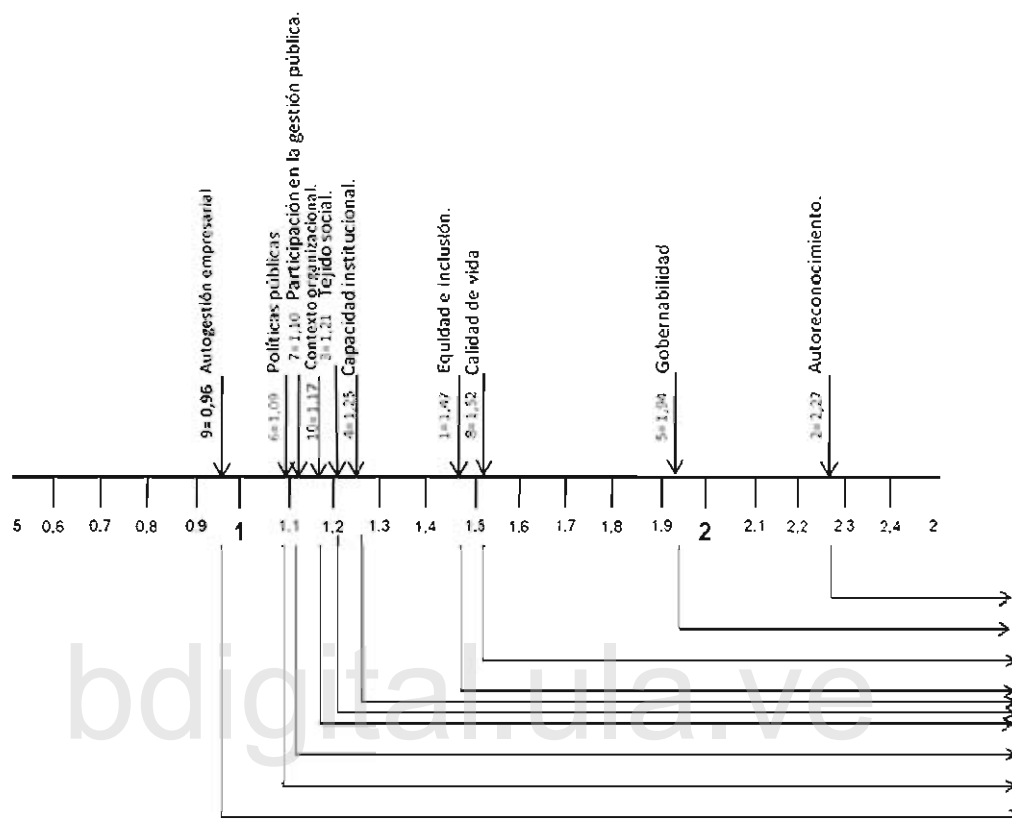 9= 0,96 Autogestión empresarial
6=1,09 Políticas públicas
7=1,10 Participación en la gestión pública.
10=1,17 Contexto organizacional.
3=1,21 Tejido social.
4=1,25 Capacidad institucional.
1=1,47 Equidad e inclusión.
8=1,52 Calidad de vida
5=1,94 Gobernabilidad
2=2,27 Autoreconocimiento.
5 0,6 0,7 0,8 0.9 1 1.1 1,2 1.3 1,4 1.5 1,6 1.7 1,8 1.9 2 2.1 2,2 2 3 2,4 2
bdigital.ula.ve